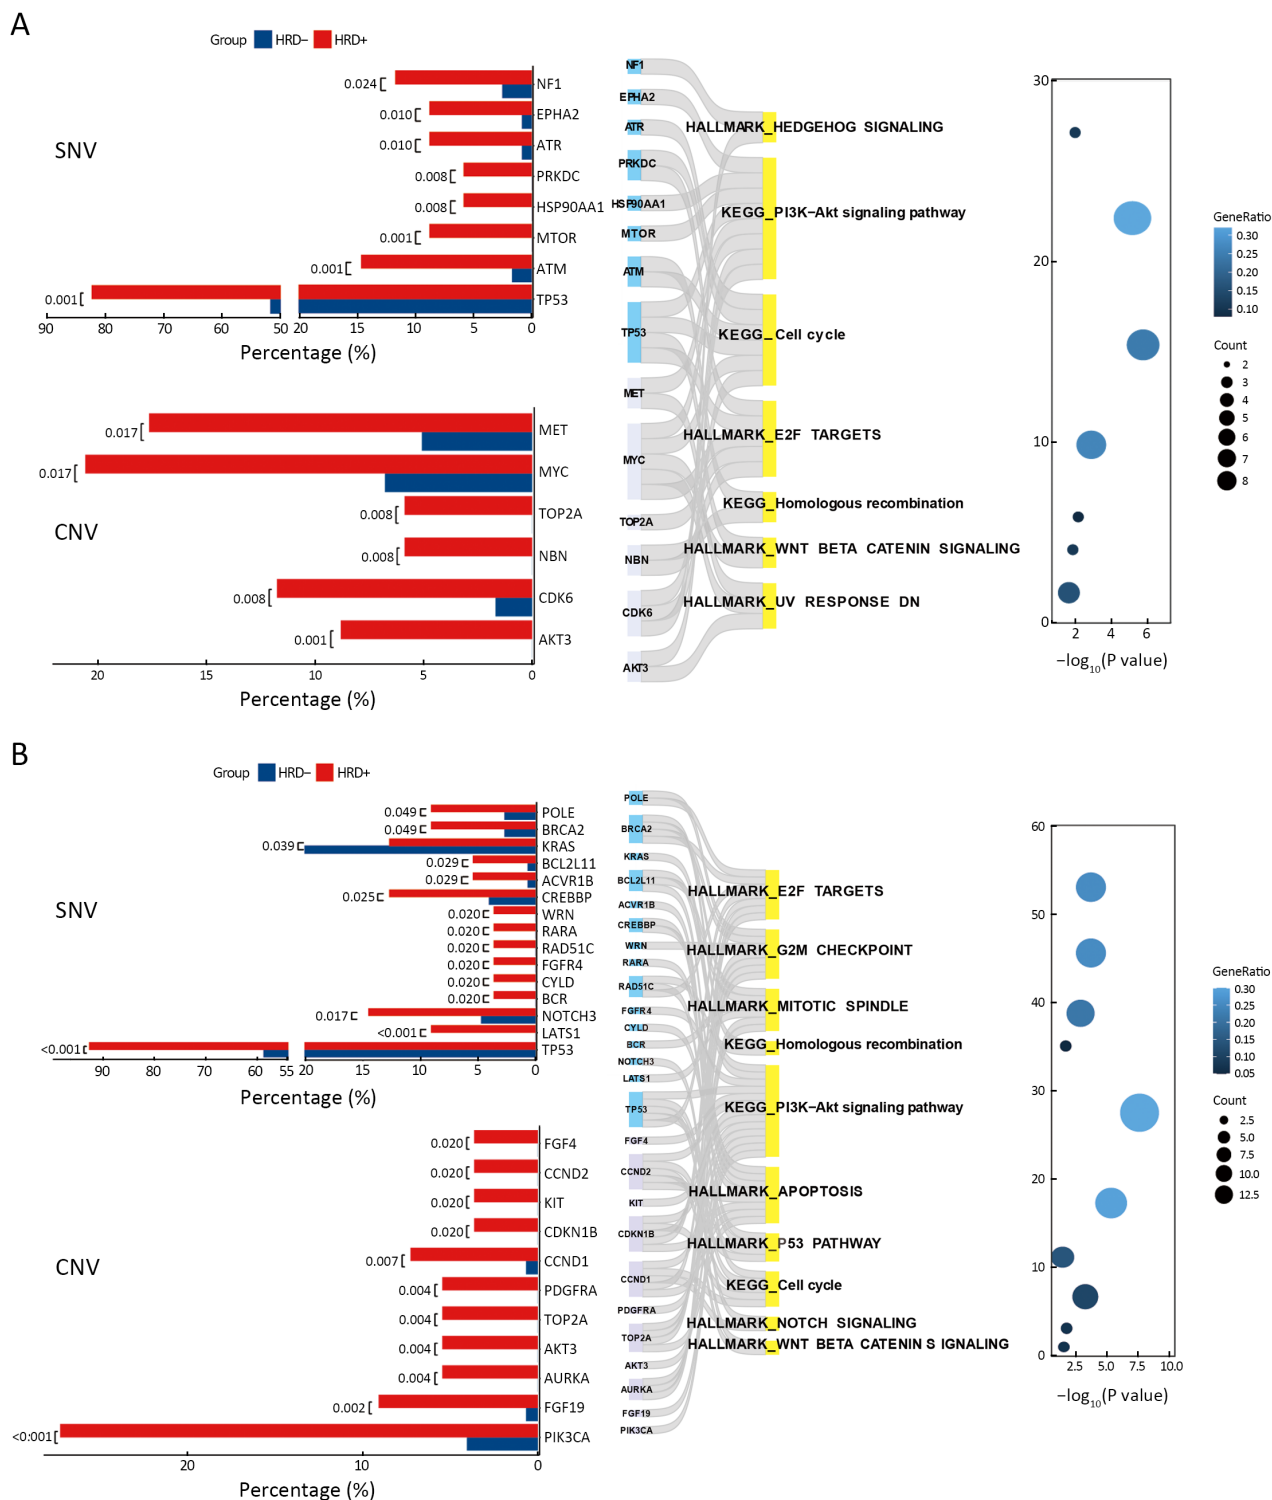 A
Group HRD− HRD+
SNV
0.024 NF1
0.010 EPHA2
0.010 ATR
0.008 PRKDC
0.008 HSP90AA1
0.001 MTOR
0.001 ATM
0.001 TP53
90 80 70 60 50 20 15 10 5 0
Percentage (%)
CNV
0.017 MET
0.017 MYC
0.008 TOP2A
0.008 NBN
0.008 CDK6
0.001 AKT3
20 15 10 5 0
Percentage (%)
NF1
EPHA2
ATR
PRKDC
HSP90AA1
MTOR
ATM
TP53
MET
MYC
TOP2A
NBN
CDK6
AKT3
HALLMARK_HEDGEHOG SIGNALING
KEGG_PI3K−Akt signaling pathway
KEGG_Cell cycle
HALLMARK_E2F TARGETS
KEGG_Homologous recombination
HALLMARK_WNT BETA CATENIN SIGNALING
HALLMARK_UV RESPONSE DN
30
20
10
0
2 4 6
−log10(P value)
GeneRatio
0.30
0.25
0.20
0.15
0.10
Count
2
3
4
5
6
7
8
B
Group HRD− HRD+
SNV
0.049 POLE
0.049 BRCA2
0.039 KRAS
0.029 BCL2L11
0.029 ACVR1B
0.025 CREBBP
0.020 WRN
0.020 RARA
0.020 RAD51C
0.020 FGFR4
0.020 CYLD
0.020 BCR
0.017 NOTCH3
<0.001 LATS1
<0.001 TP53
90 80 70 60 55 20 15 10 5 0
Percentage (%)
CNV
0.020 FGF4
0.020 CCND2
0.020 KIT
0.020 CDKN1B
0.007 CCND1
0.004 PDGFRA
0.004 TOP2A
0.004 AKT3
0.004 AURKA
0.002 FGF19
<0.001 PIK3CA
20 10 0
Percentage (%)
POLE
BRCA2
KRAS
BCL2L11
ACVR1B
CREBBP
WRN
RARA
RAD51C
FGFR4
CYLD
BCR
NOTCH3
LATS1
TP53
FGF4
CCND2
KIT
CDKN1B
CCND1
PDGFRA
TOP2A
AKT3
AURKA
FGF19
PIK3CA
HALLMARK_E2F TARGETS
HALLMARK_G2M CHECKPOINT
HALLMARK_MITOTIC SPINDLE
KEGG_Homologous recombination
KEGG_PI3K−Akt signaling pathway
HALLMARK_APOPTOSIS
HALLMARK_P53 PATHWAY
KEGG_Cell cycle
HALLMARK_NOTCH SIGNALING
HALLMARK_WNT BETA CATENIN S IGNALING
60
50
40
30
20
10
0
2.5 5.0 7.5 10.0
−log10(P value)
GeneRatio
0.30
0.25
0.20
0.15
0.10
0.05
Count
2.5
5.0
7.5
10.0
12.5